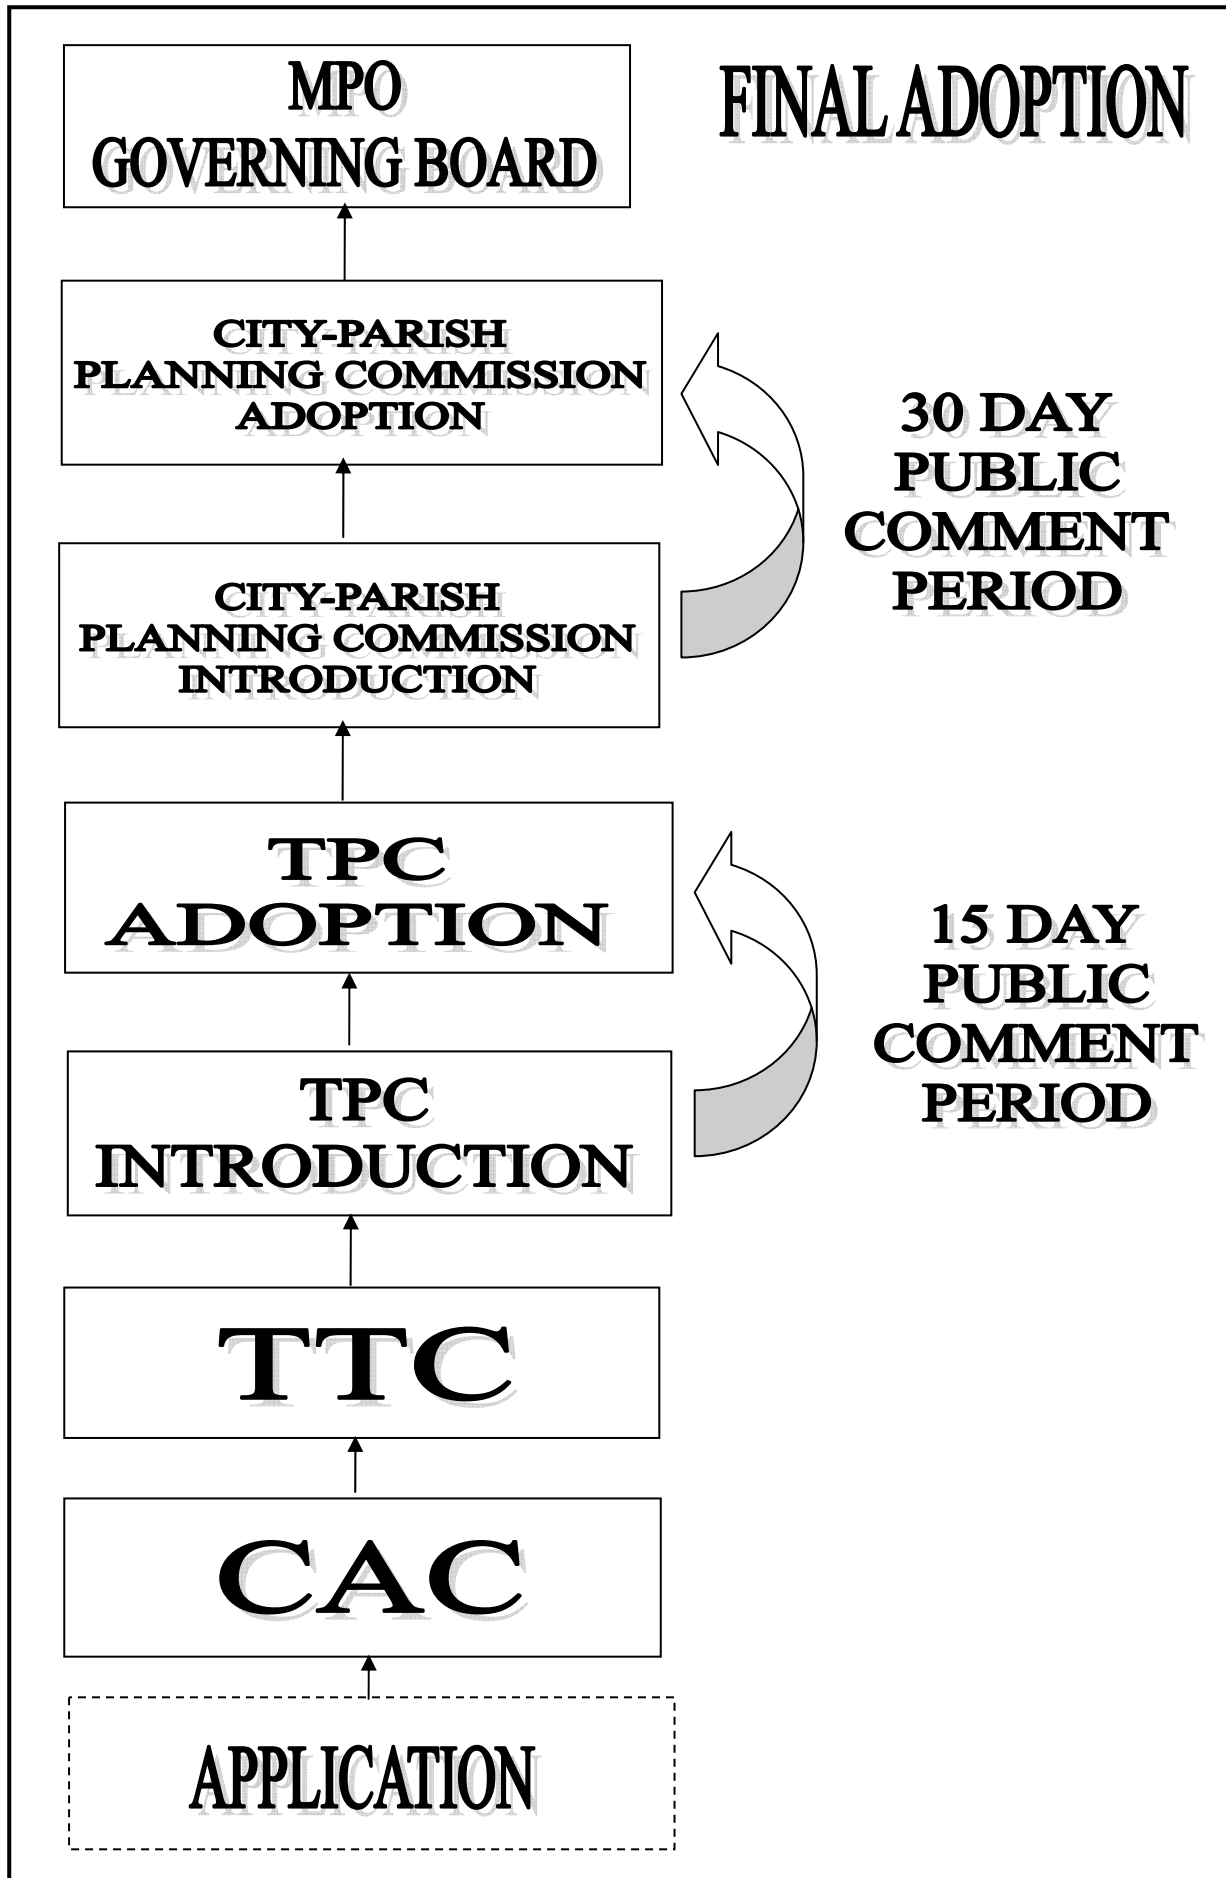 MPO
GOVERNING BOARD
FINAL ADOPTION
CITY-PARISH
PLANNING COMMISSION
ADOPTION
30 DAY
PUBLIC
COMMENT
PERIOD
CITY-PARISH
PLANNING COMMISSION
INTRODUCTION
TPC
ADOPTION
15 DAY
PUBLIC
COMMENT
PERIOD
TPC
INTRODUCTION
TTC
CAC
APPLICATION